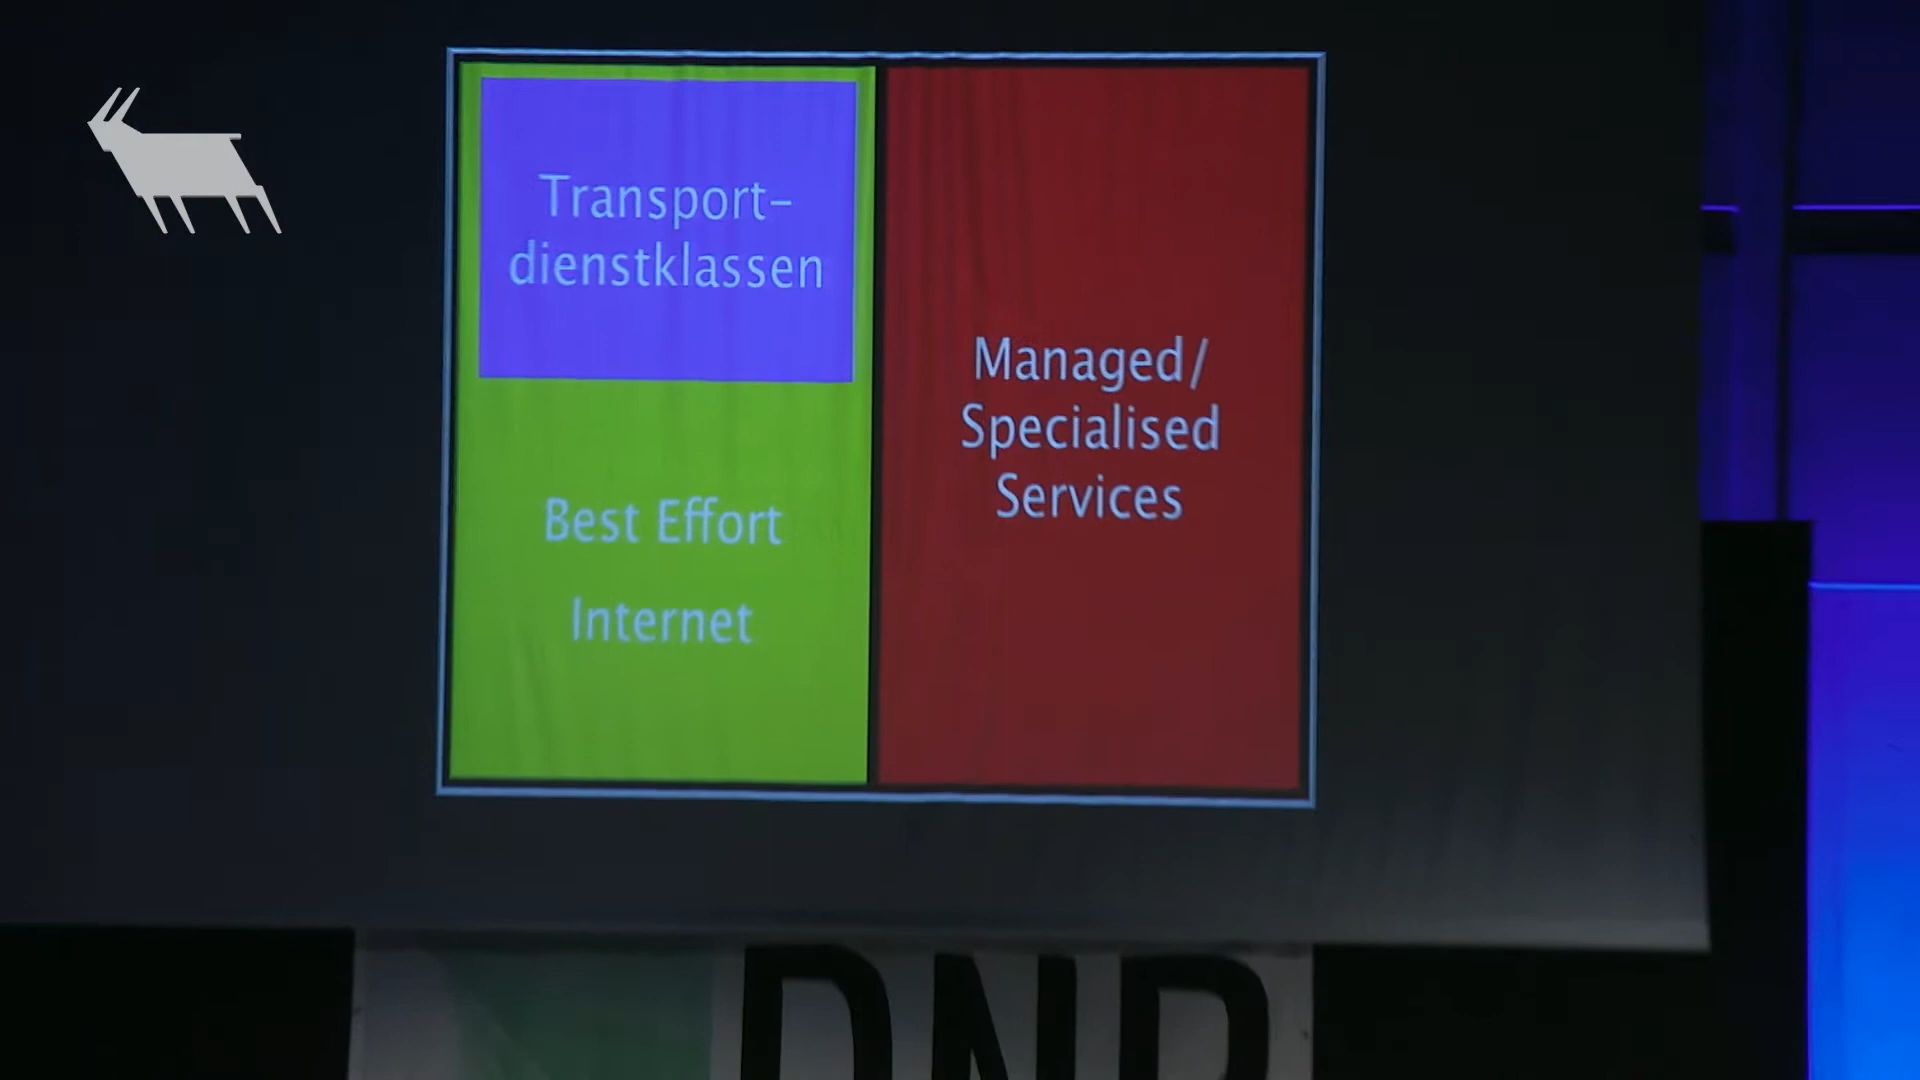 Transport-
dienstklassen
Best Effort
Internet
Managed/
Specialised
Services